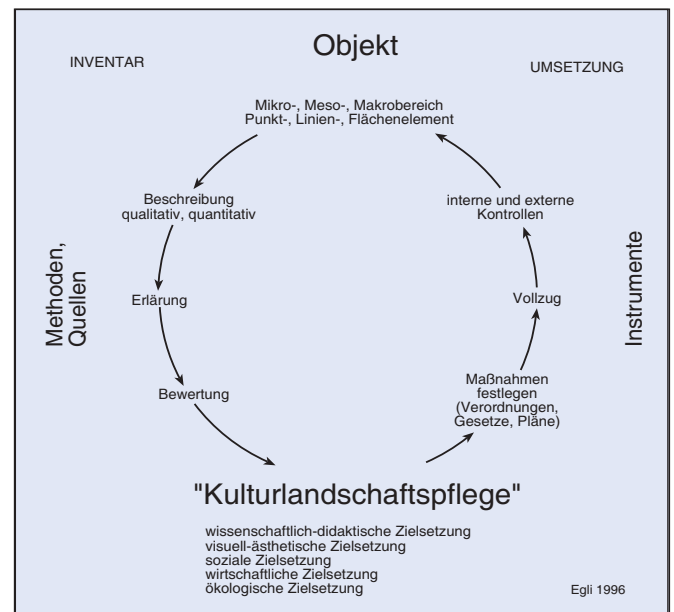 Objekt
INVENTAR
UMSETZUNG
Mikro-, Meso-, Makrobereich
Punkt-, Linien-, Flächenelement
Beschreibung
qualitativ, quantitativ
interne und externe
Kontrollen
Methoden,
Quellen
Instrumente
Erlärung
Vollzug
Bewertung
Maßnahmen
festlegen
(Verordnungen,
Gesetze, Pläne)
"Kulturlandschaftspflege"
wissenschaftlich-didaktische Zielsetzung
visuell-ästhetische Zielsetzung
soziale Zielsetzung
wirtschaftliche Zielsetzung
ökologische Zielsetzung
Egli 1996